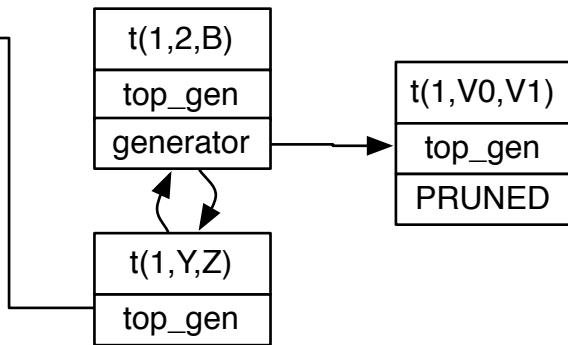 t(1,2,B)
top_gen
generator
t(1,V0,V1)
top_gen
PRUNED
t(1,Y,Z)
top_gen